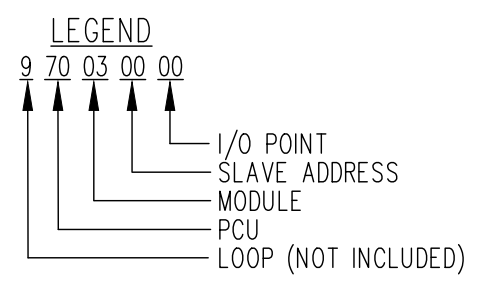 LEGEND
9 70 03 00 00
I/O POINT
SLAVE ADDRESS
MODULE
PCU
LOOP (NOT INCLUDED)